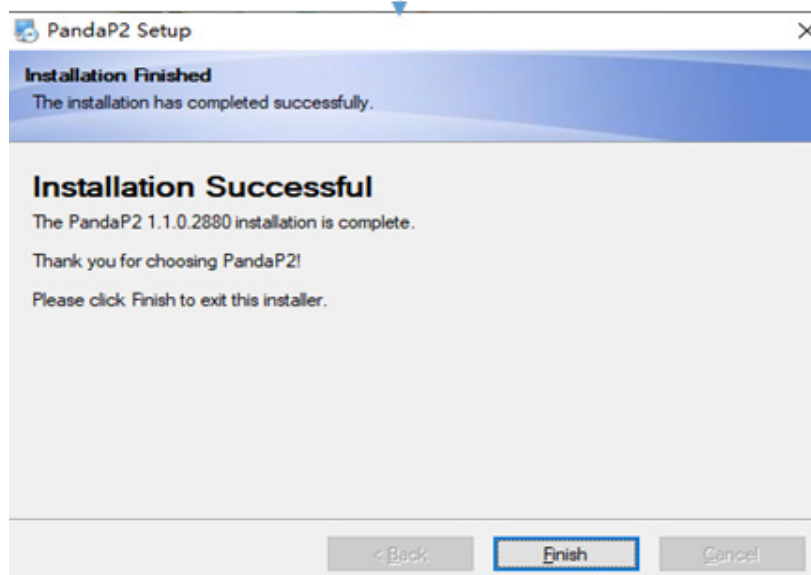 PandaP2 Setup
Installation Finished
The installation has completed successfully.
Installation Successful
The PandaP2 1.1.0.2880 installation is complete.
Thank you for choosing PandaP2!
Please click Finish to exit this installer.
< Back
Finish
Cancel